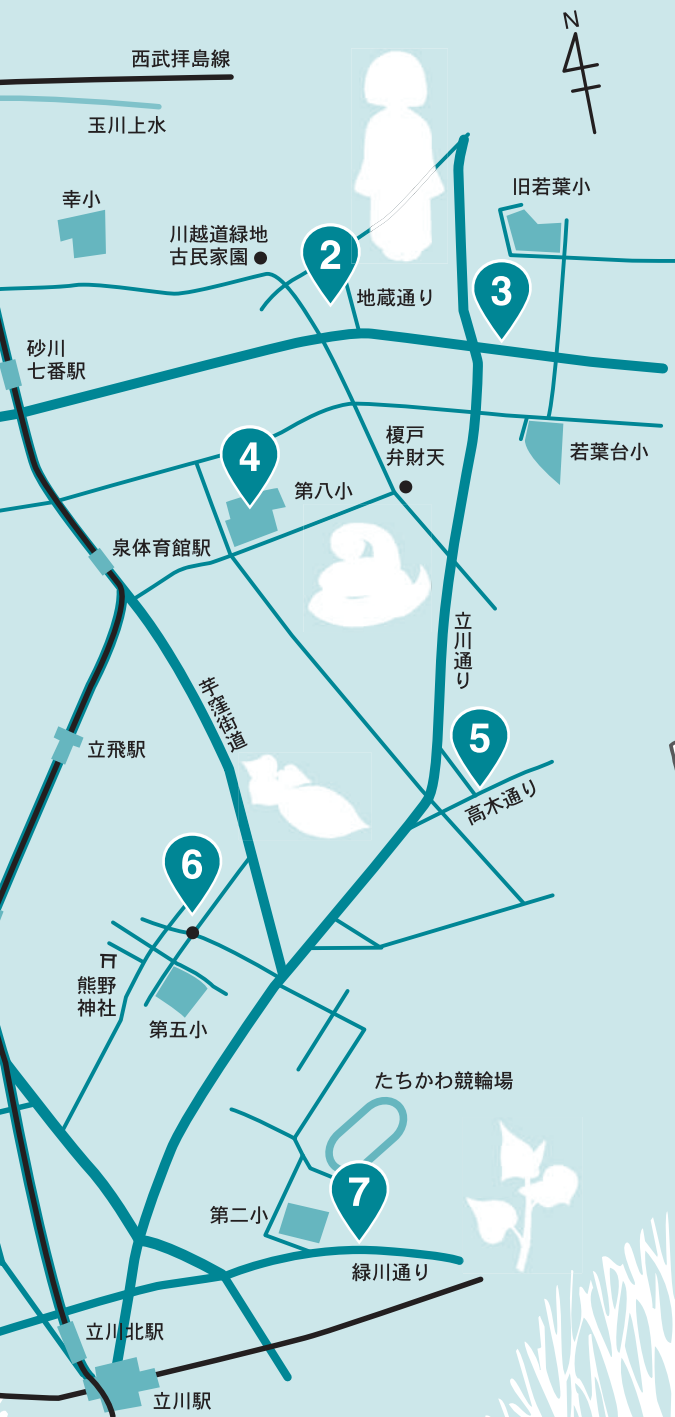 N
西武拝島線
玉川上水
幸小
旧若葉小
川越道緑地
古民家園
2
3
地蔵通り
砂川
七番駅
榎戸
弁財天
若葉台小
4
第八小
泉体育館駅
立川通り
芋窪街道
立飛駅
5
高木通り
6
熊野
神社
第五小
たちかわ競輪場
7
第二小
緑川通り
立川北駅
立川駅